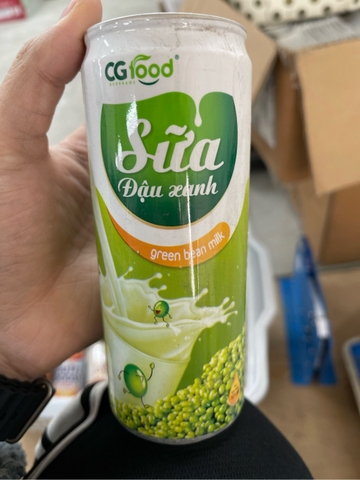 CGfood®
Sữa
Đậu xanh
green bean milk